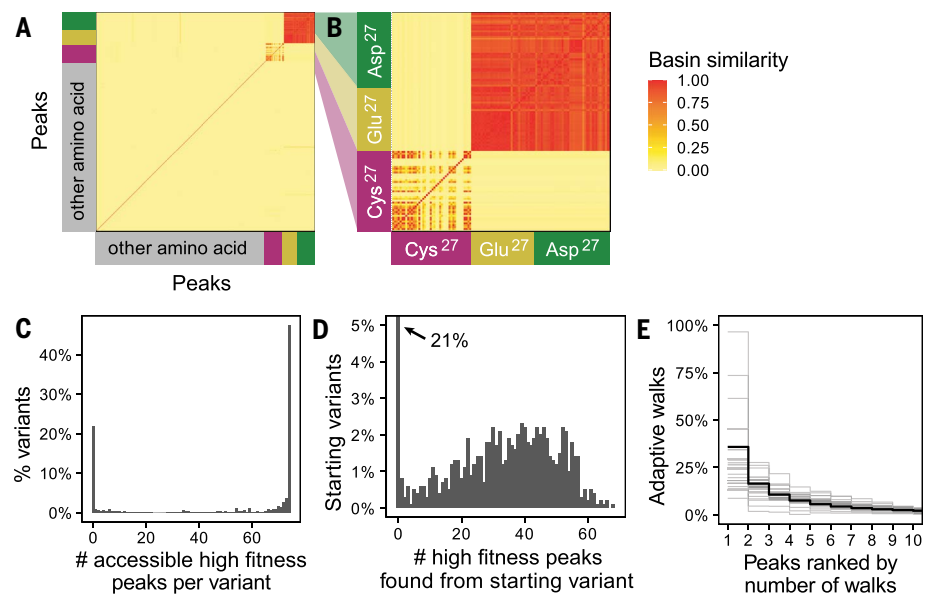 A
B
Peaks
other amino acid
other amino acid
Peaks
Asp 27
Glu 27
Cys 27
Cys 27
Glu 27
Asp 27
Basin similarity
1.00
0.75
0.50
0.25
0.00
C
% variants
40%
30%
20%
10%
0%
0 20 40 60
# accessible high fitness
peaks per variant
D
Starting variants
5%
4%
3%
2%
1%
0%
21%
0 20 40 60
# high fitness peaks
found from starting variant
E
Adaptive walks
100%
75%
50%
25%
0%
1 2 3 4 5 6 7 8 9 10
Peaks ranked by
number of walks